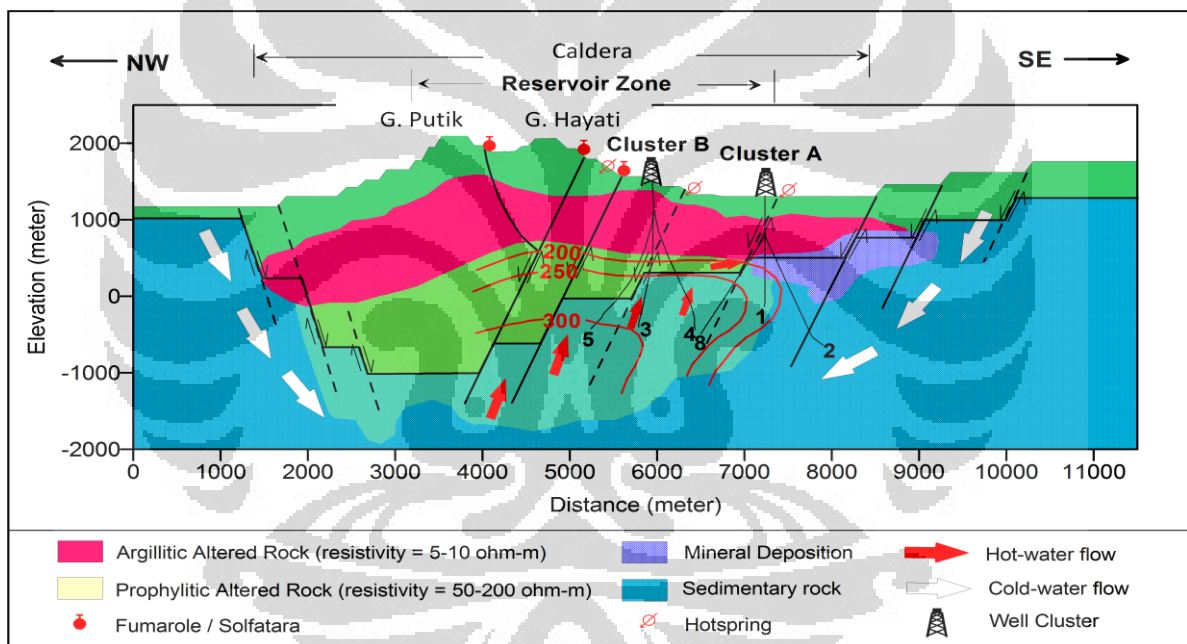 Caldera
NW
SE
Reservoir Zone
G. Putik
G. Hayati
Cluster B
Cluster A
2000
1000
0
-1000
-2000
Elevation (meter)
200
250
300
5
3
4
8
1
2
0
1000
2000
3000
4000
5000
6000
7000
8000
9000
10000
11000
Distance (meter)
Argillitic Altered Rock (resistivity = 5-10 ohm-m)
Mineral Deposition
Hot-water flow
Prophylitic Altered Rock (resistivity = 50-200 ohm-m)
Sedimentary rock
Cold-water flow
Fumarole / Solfatara
Hotspring
Well Cluster